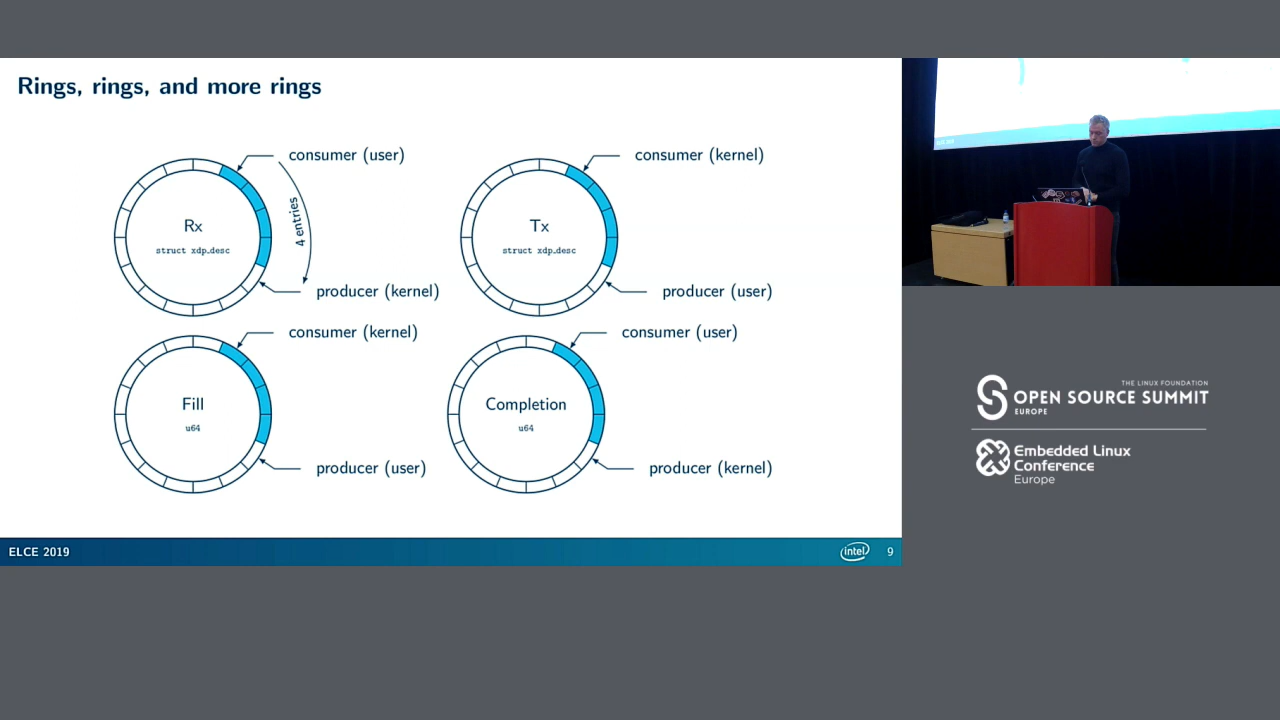 Rings, rings, and more rings
consumer (user)
Rx
struct xdp_desc
4 entries
producer (kernel)
consumer (kernel)
Tx
struct xdp_desc
producer (user)
consumer (kernel)
Fill
u64
producer (user)
consumer (user)
Completion
u64
producer (kernel)
ELCE 2019
intel
9
THE LINUX FOUNDATION
OPEN SOURCE SUMMIT
EUROPE
Embedded Linux
Conference
Europe